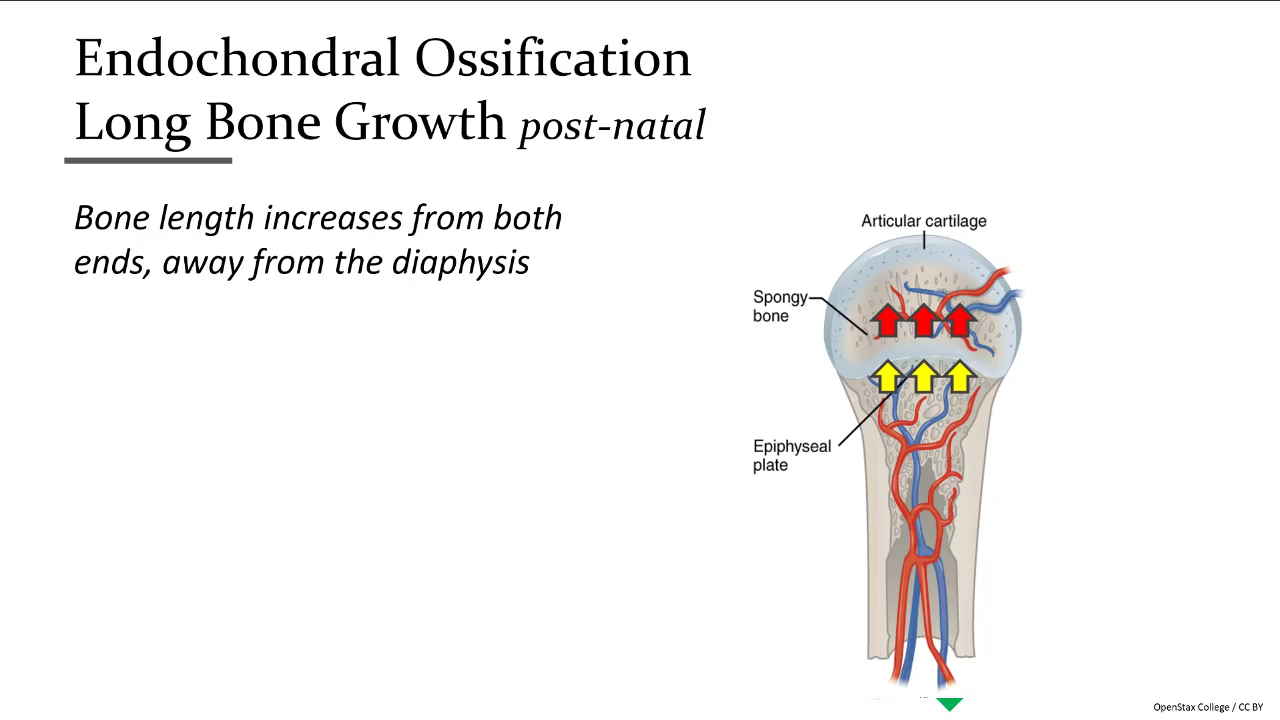 Endochondral Ossification
Long Bone Growth post-natal
Bone length increases from both
ends, away from the diaphysis
Articular cartilage
Spongy
bone
Epiphyseal
plate
OpenStax College / CC BY